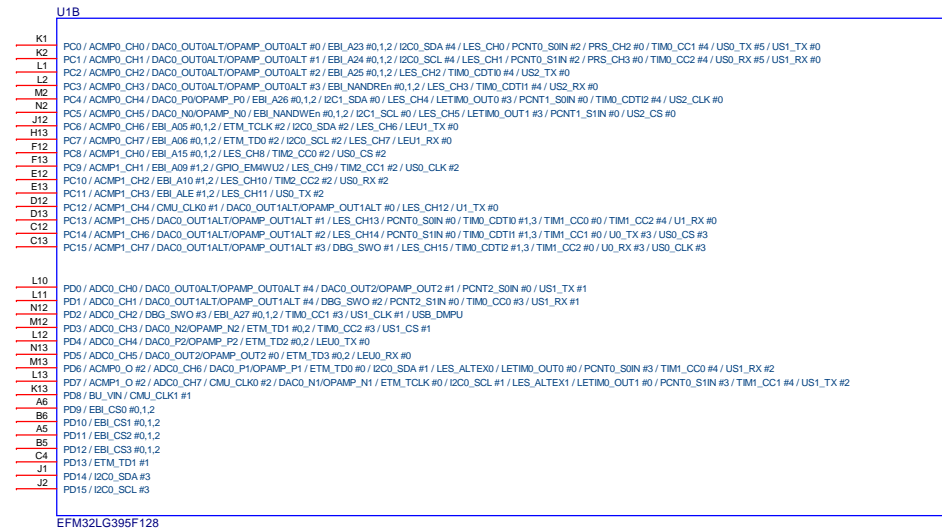 U1B
K1 PC0 / ACMP0_CH0 / DAC0_OUT0ALT/OPAMP_OUT0ALT #0 / EBI_A23 #0,1,2 / I2C0_SDA #4 / LES_CH0 / PCNT0_S0IN #2 / PRS_CH2 #0 / TIM0_CC1 #4 / US0_TX #5 / US1_TX #0
K2 PC1 / ACMP0_CH1 / DAC0_OUT0ALT/OPAMP_OUT0ALT #1 / EBI_A24 #0,1,2 / I2C0_SCL #4 / LES_CH1 / PCNT0_S1IN #2 / PRS_CH3 #0 / TIM0_CC2 #4 / US0_RX #5 / US1_RX #0
L1 PC2 / ACMP0_CH2 / DAC0_OUT0ALT/OPAMP_OUT0ALT #2 / EBI_A25 #0,1,2 / LES_CH2 / TIM0_CDTI0 #4 / US2_TX #0
L2 PC3 / ACMP0_CH3 / DAC0_OUT0ALT/OPAMP_OUT0ALT #3 / EBI_NANDREn #0,1,2 / LES_CH3 / TIM0_CDTI1 #4 / US2_RX #0
M2 PC4 / ACMP0_CH4 / DAC0_P0/OPAMP_P0 / EBI_A26 #0,1,2 / I2C1_SDA #0 / LES_CH4 / LETIM0_OUT0 #3 / PCNT1_S0IN #0 / TIM0_CDTI2 #4 / US2_CLK #0
N2 PC5 / ACMP0_CH5 / DAC0_N0/OPAMP_N0 / EBI_NANDWEn #0,1,2 / I2C1_SCL #0 / LES_CH5 / LETIM0_OUT1 #3 / PCNT1_S1IN #0 / US2_CS #0
J12 PC6 / ACMP0_CH6 / EBI_A05 #0,1,2 / ETM_TCLK #2 / I2C0_SDA #2 / LES_CH6 / LEU1_TX #0
H13 PC7 / ACMP0_CH7 / EBI_A06 #0,1,2 / ETM_TD0 #2 / I2C0_SCL #2 / LES_CH7 / LEU1_RX #0
F12 PC8 / ACMP1_CH0 / EBI_A15 #0,1,2 / LES_CH8 / TIM2_CC0 #2 / US0_CS #2
F13 PC9 / ACMP1_CH1 / EBI_A09 #1,2 / GPIO_EM4WU2 / LES_CH9 / TIM2_CC1 #2 / US0_CLK #2
E12 PC10 / ACMP1_CH2 / EBI_A10 #1,2 / LES_CH10 / TIM2_CC2 #2 / US0_RX #2
E13 PC11 / ACMP1_CH3 / EBI_ALE #1,2 / LES_CH11 / US0_TX #2
D12 PC12 / ACMP1_CH4 / CMU_CLK0 #1 / DAC0_OUT1ALT/OPAMP_OUT1ALT #0 / LES_CH12 / U1_TX #0
D13 PC13 / ACMP1_CH5 / DAC0_OUT1ALT/OPAMP_OUT1ALT #1 / LES_CH13 / PCNT0_S0IN #0 / TIM0_CDTI0 #1,3 / TIM1_CC0 #0 / TIM1_CC2 #4 / U1_RX #0
C12 PC14 / ACMP1_CH6 / DAC0_OUT1ALT/OPAMP_OUT1ALT #2 / LES_CH14 / PCNT0_S1IN #0 / TIM0_CDTI1 #1,3 / TIM1_CC1 #0 / U0_TX #3 / US0_CS #3
C13 PC15 / ACMP1_CH7 / DAC0_OUT1ALT/OPAMP_OUT1ALT #3 / DBG_SWO #1 / LES_CH15 / TIM0_CDTI2 #1,3 / TIM1_CC2 #0 / U0_RX #3 / US0_CLK #3
L10 PD0 / ADC0_CH0 / DAC0_OUT0ALT/OPAMP_OUT0ALT #4 / DAC0_OUT2/OPAMP_OUT2 #1 / PCNT2_S0IN #0 / US1_TX #1
L11 PD1 / ADC0_CH1 / DAC0_OUT1ALT/OPAMP_OUT1ALT #4 / DBG_SWO #2 / PCNT2_S1IN #0 / TIM0_CC0 #3 / US1_RX #1
N12 PD2 / ADC0_CH2 / DBG_SWO #3 / EBI_A27 #0,1,2 / TIM0_CC1 #3 / US1_CLK #1 / USB_DMPU
M12 PD3 / ADC0_CH3 / DAC0_N2/OPAMP_N2 / ETM_TD1 #0,2 / TIM0_CC2 #3 / US1_CS #1
L12 PD4 / ADC0_CH4 / DAC0_P2/OPAMP_P2 / ETM_TD2 #0,2 / LEU0_TX #0
N13 PD5 / ADC0_CH5 / DAC0_OUT2/OPAMP_OUT2 #0 / ETM_TD3 #0,2 / LEU0_RX #0
M13 PD6 / ACMP0_O #2 / ADC0_CH6 / DAC0_P1/OPAMP_P1 / ETM_TD0 #0 / I2C0_SDA #1 / LES_ALTEX0 / LETIM0_OUT0 #0 / PCNT0_S0IN #3 / TIM1_CC0 #4 / US1_RX #2
L13 PD7 / ACMP1_O #2 / ADC0_CH7 / CMU_CLK0 #2 / DAC0_N1/OPAMP_N1 / ETM_TCLK #0 / I2C0_SCL #1 / LES_ALTEX1 / LETIM0_OUT1 #0 / PCNT0_S1IN #3 / TIM1_CC1 #4 / US1_TX #2
K13 PD8 / BU_VIN / CMU_CLK1 #1
A6 PD9 / EBI_CS0 #0,1,2
B6 PD10 / EBI_CS1 #0,1,2
A5 PD11 / EBI_CS2 #0,1,2
B5 PD12 / EBI_CS3 #0,1,2
C4 PD13 / ETM_TD1 #1
J1 PD14 / I2C0_SDA #3
J2 PD15 / I2C0_SCL #3
EFM32LG395F128